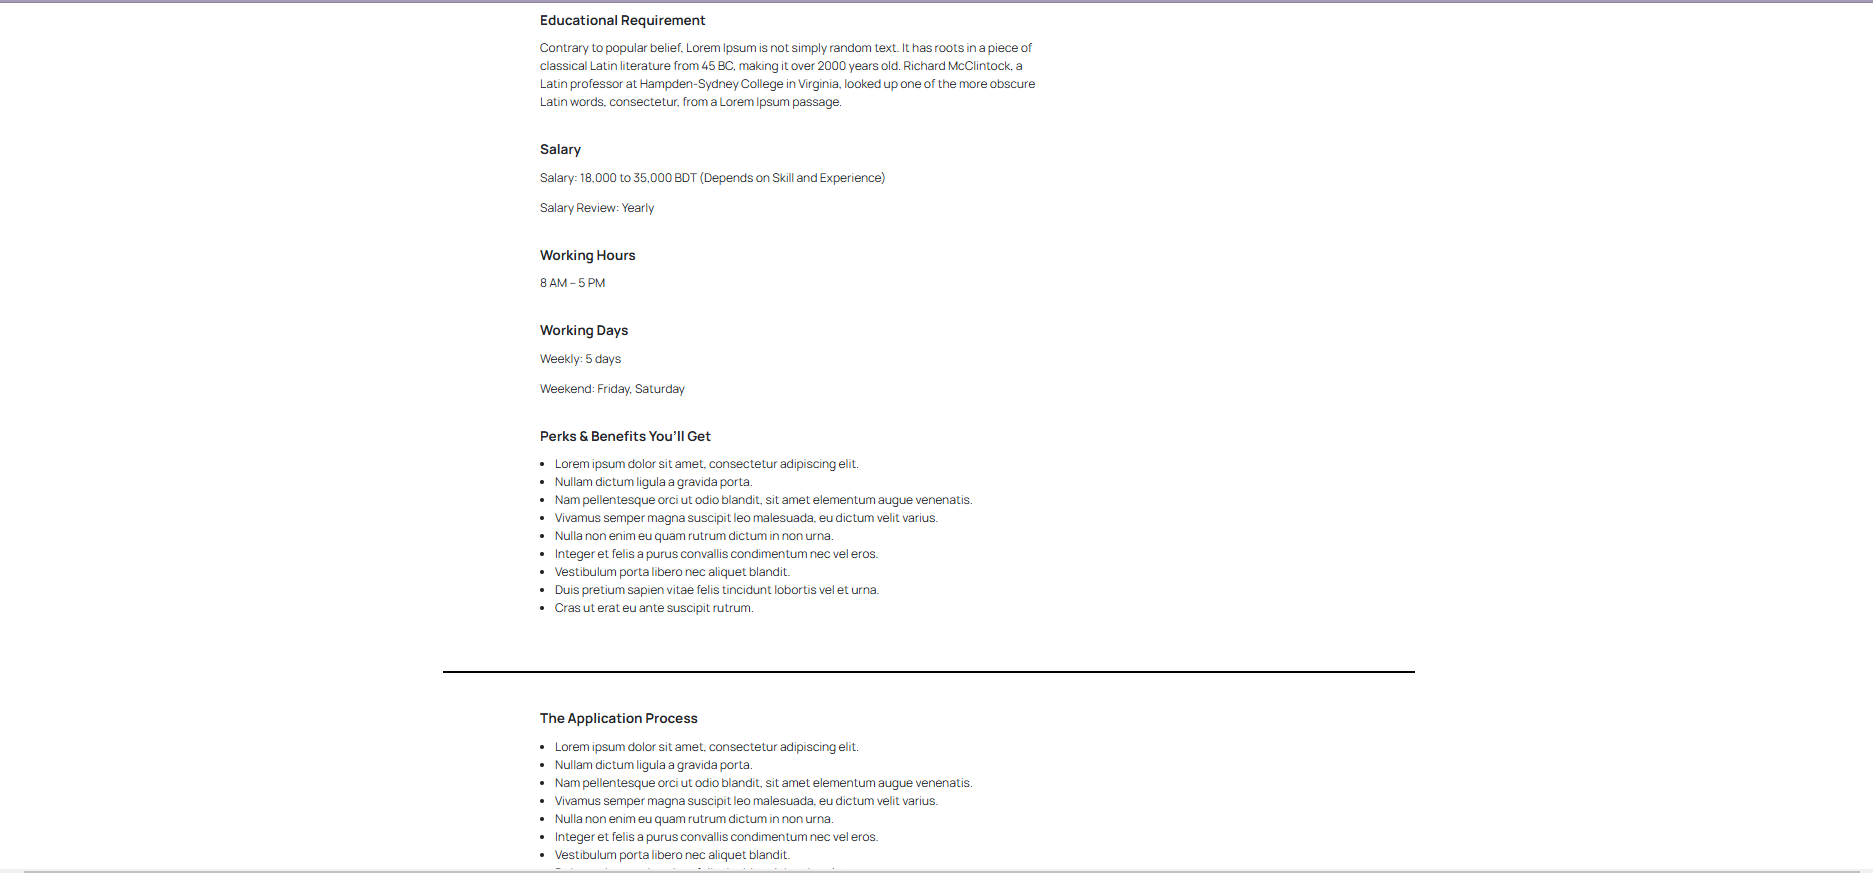 Educational Requirement
Contrary to popular belief, Lorem Ipsum is not simply random text. It has roots in a piece of
classical Latin literature from 45 BC, making it over 2000 years old. Richard McClintock, a
Latin professor at Hampden-Sydney College in Virginia, looked up one of the more obscure
Latin words, consectetur, from a Lorem Ipsum passage.
Salary
Salary: 18,000 to 35,000 BDT (Depends on Skill and Experience)
Salary Review: Yearly
Working Hours
8 AM – 5 PM
Working Days
Weekly: 5 days
Weekend: Friday, Saturday
Perks & Benefits You’ll Get
• Lorem ipsum dolor sit amet, consectetur adipiscing elit.
• Nullam dictum ligula a gravida porta.
• Nam pellentesque orci ut odio blandit, sit amet elementum augue venenatis.
• Vivamus semper magna suscipit leo malesuada, eu dictum velit varius.
• Nulla non enim eu quam rutrum dictum in non urna.
• Integer et felis a purus convallis condimentum nec vel eros.
• Vestibulum porta libero nec aliquet blandit.
• Duis pretium sapien vitae felis tincidunt lobortis vel et urna.
• Cras ut erat eu ante suscipit rutrum.
The Application Process
• Lorem ipsum dolor sit amet, consectetur adipiscing elit.
• Nullam dictum ligula a gravida porta.
• Nam pellentesque orci ut odio blandit, sit amet elementum augue venenatis.
• Vivamus semper magna suscipit leo malesuada, eu dictum velit varius.
• Nulla non enim eu quam rutrum dictum in non urna.
• Integer et felis a purus convallis condimentum nec vel eros.
• Vestibulum porta libero nec aliquet blandit.